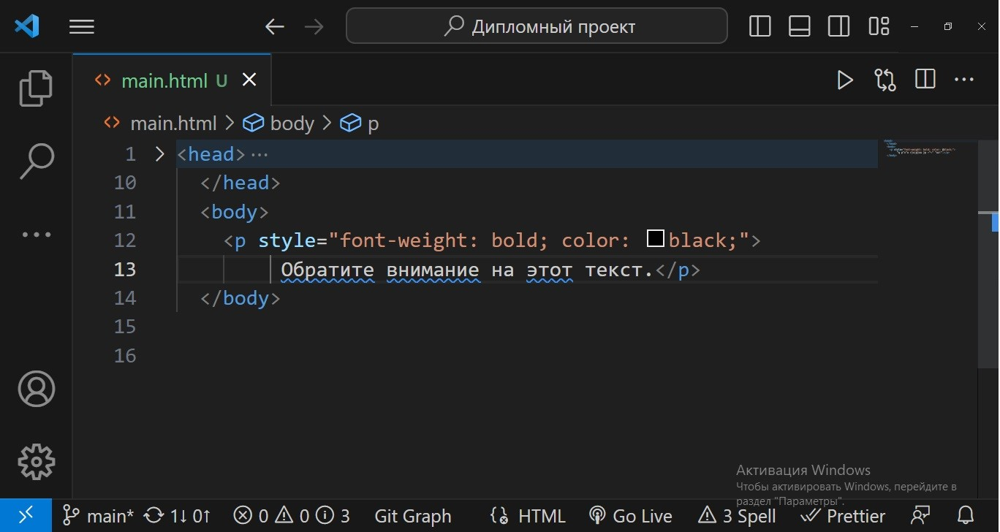 Дипломный проект
main.html U
main.html > body > p
1 > <head> ...
10 </head>
11 <body>
12 <p style="font-weight: bold; color: black;">
13 Обратите внимание на этот текст.</p>
14 </body>
15
16
Активация Windows
Чтобы активировать Windows, перейдите в
раздел "Параметры".
main* 1↓ 0↑ 0 0 3 Git Graph HTML Go Live 3 Spell Prettier